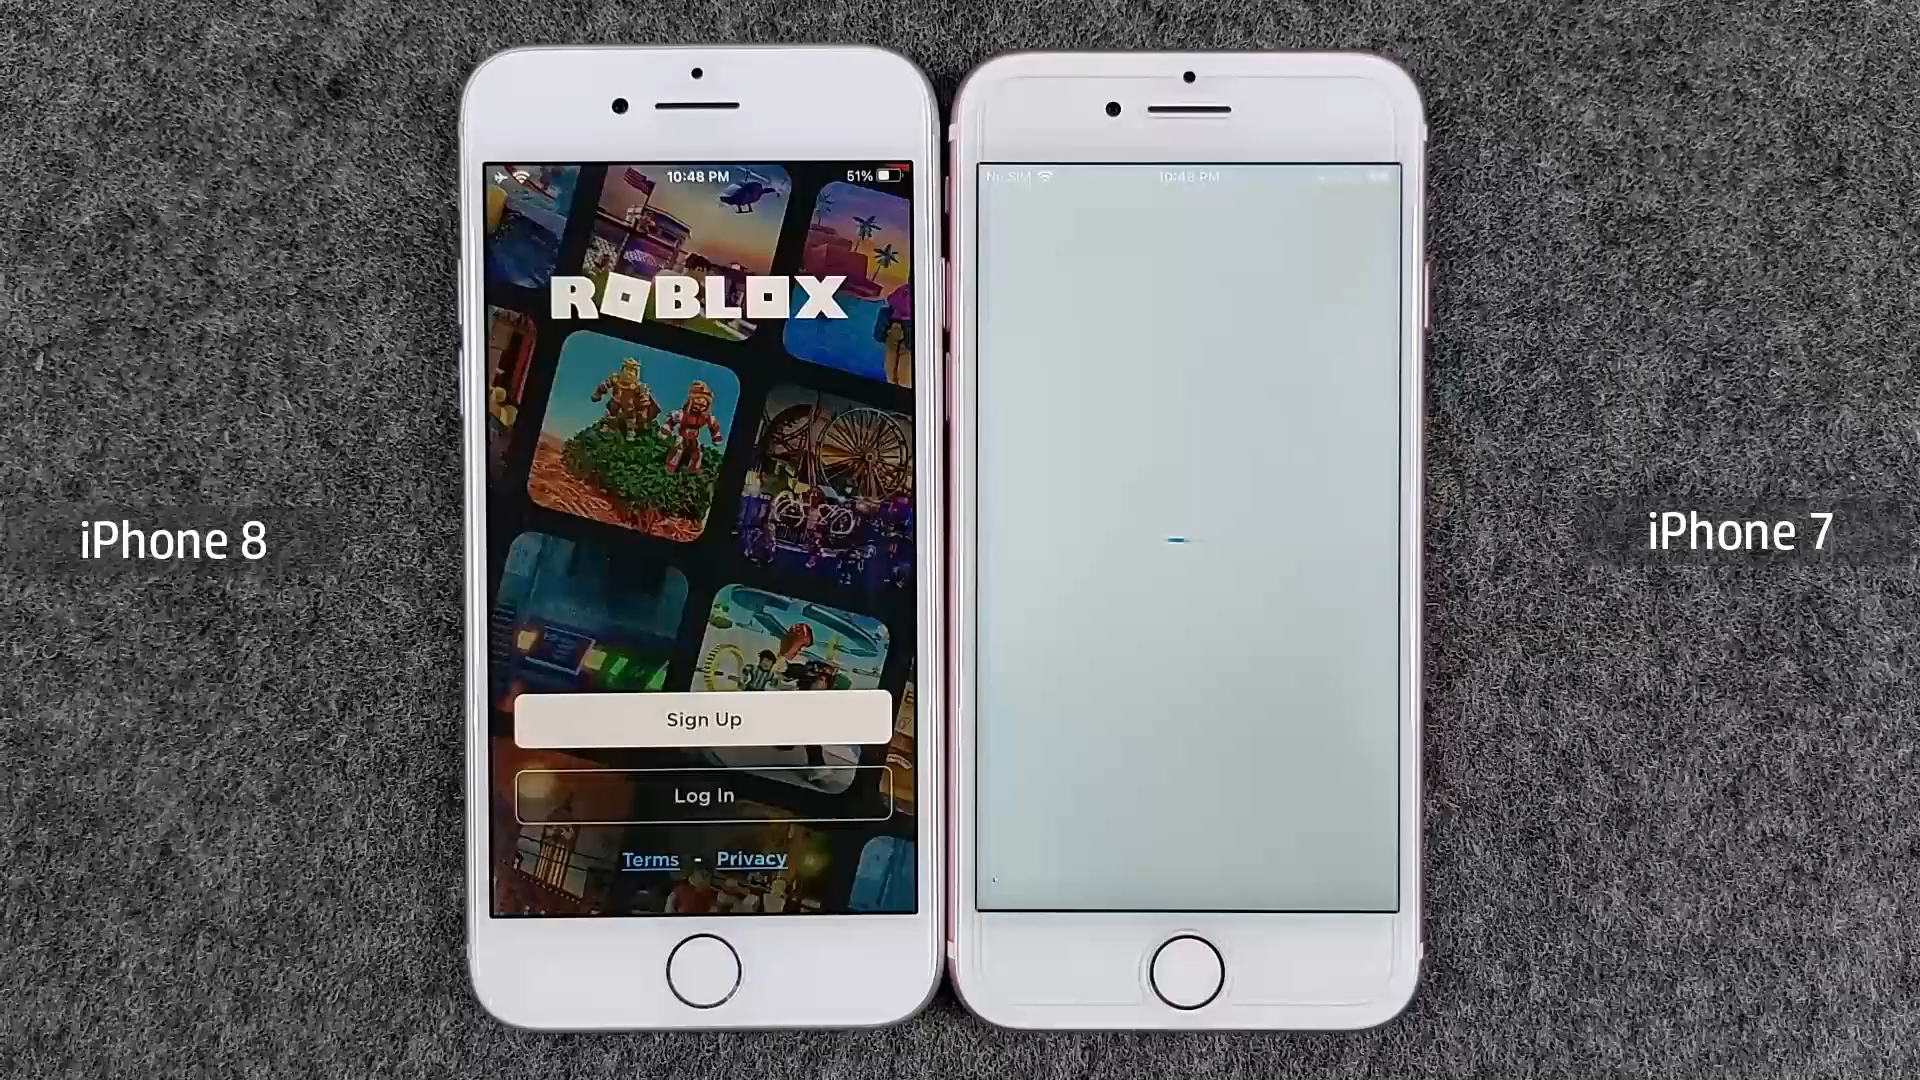 10:48 PM
51%
ROBLOX
Sign Up
Log In
Terms - Privacy
iPhone 8
No SIM
10:48 PM
iPhone 7